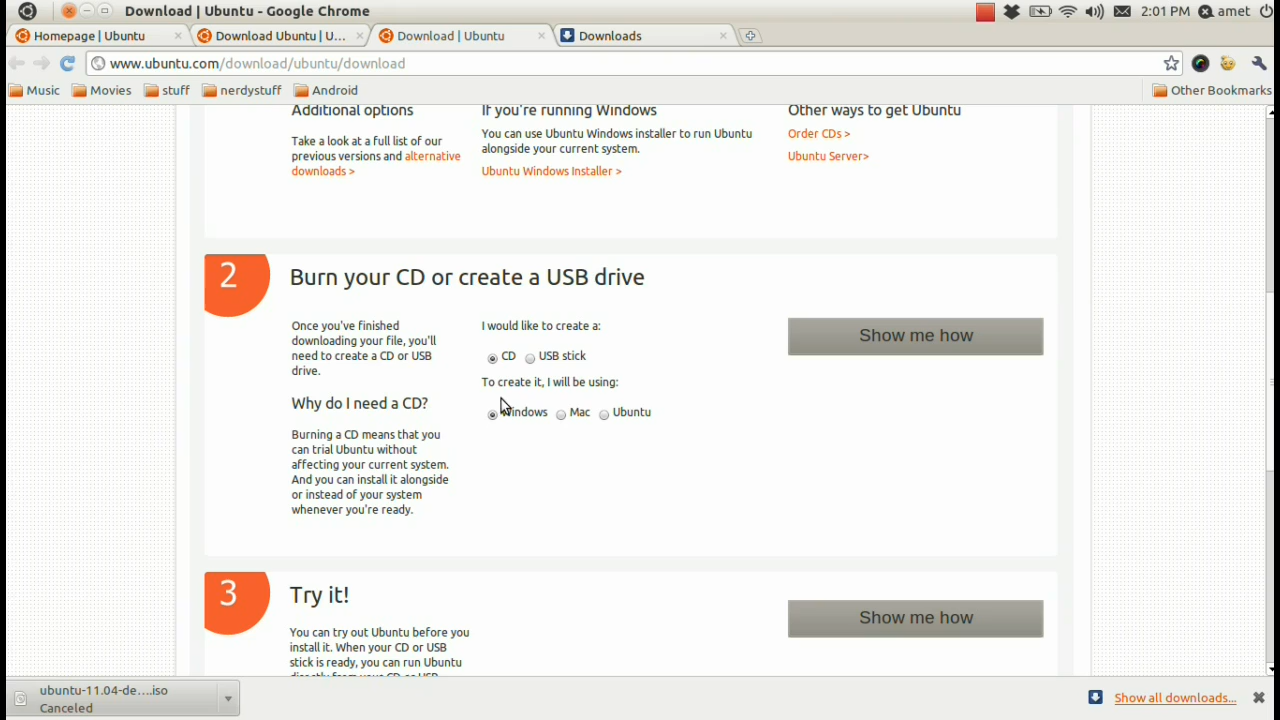 Download | Ubuntu - Google Chrome
2:01 PM
amet
Homepage | Ubuntu
Download Ubuntu | U...
Download | Ubuntu
Downloads
www.ubuntu.com/download/ubuntu/download
Music
Movies
stuff
nerdystuff
Android
Other Bookmarks
Additional options
Take a look at a full list of our
previous versions and alternative
downloads >
If you're running Windows
You can use Ubuntu Windows installer to run Ubuntu
alongside your current system.
Ubuntu Windows Installer >
Other ways to get Ubuntu
Order CDs >
Ubuntu Server>
2
Burn your CD or create a USB drive
Once you've finished
downloading your file, you'll
need to create a CD or USB
drive.
Why do I need a CD?
Burning a CD means that you
can trial Ubuntu without
affecting your current system.
And you can install it alongside
or instead of your system
whenever you're ready.
I would like to create a:
CD
USB stick
To create it, I will be using:
Windows
Mac
Ubuntu
Show me how
3
Try it!
You can try out Ubuntu before you
install it. When your CD or USB
stick is ready, you can run Ubuntu
directly from your CD or USB
Show me how
ubuntu-11.04-de....iso
Canceled
Show all downloads...